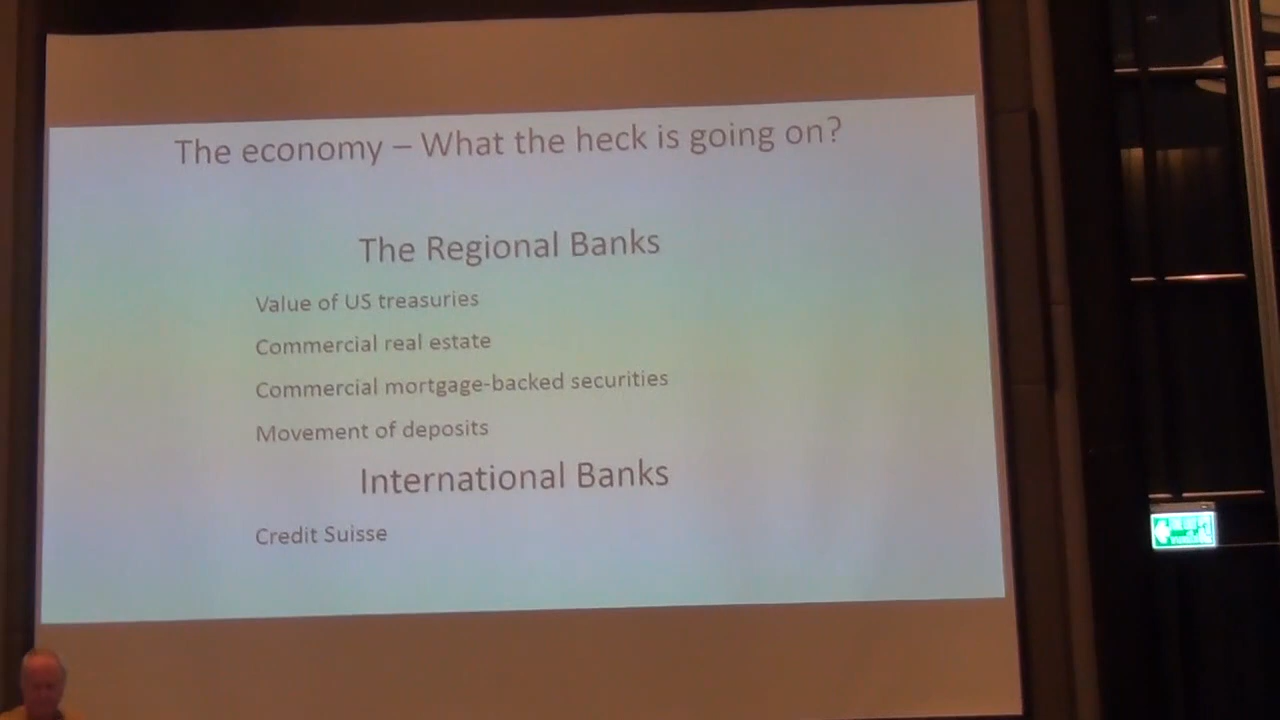 The economy – What the heck is going on?
The Regional Banks
Value of US treasuries
Commercial real estate
Commercial mortgage-backed securities
Movement of deposits
International Banks
Credit Suisse